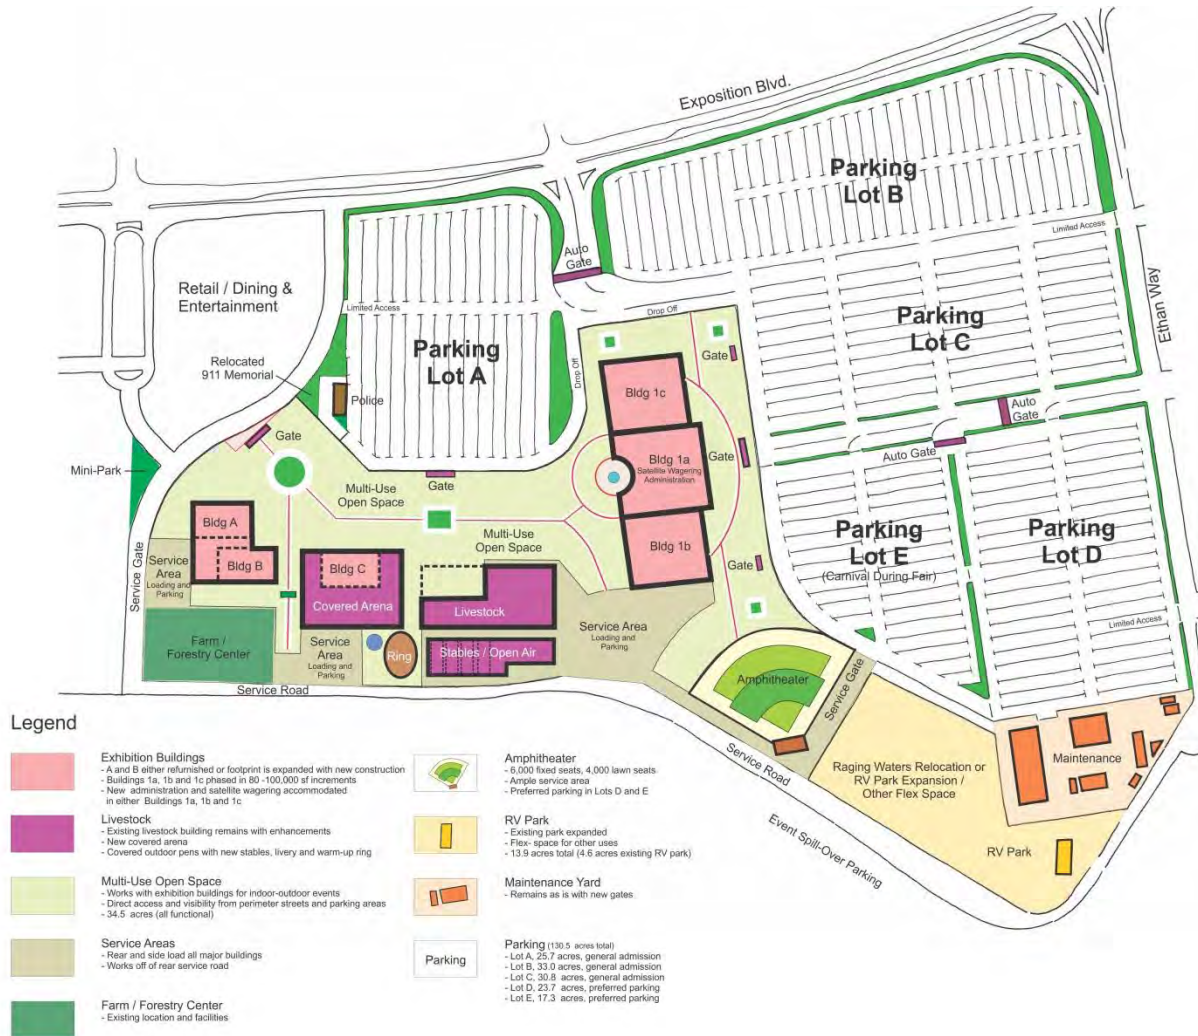 Exposition Blvd.
Parking
Lot B
Limited Access
Auto
Gate
Ethan Way
Retail / Dining &
Entertainment
Limited Access
Drop Off
Parking
Lot C
Relocated
911 Memorial
Parking
Lot A
Drop Off
Gate
Bldg 1c
Police
Auto
Gate
Gate
Mini-Park
Gate
Bldg 1a
Satellite Wagering
Administration
Gate
Auto Gate
Multi-Use
Open Space
Bldg A
Multi-Use
Open Space
Bldg 1b
Parking
Lot E
(Carnival During Fair)
Parking
Lot D
Service Gate
Service
Area
Loading and
Parking
Bldg B
Bldg C
Gate
Covered Arena
Livestock
Service Area
Loading and
Parking
Limited Access
Farm /
Forestry Center
Service
Area
Loading and
Parking
Ring
Stables / Open Air
Amphitheater
Service Gate
Service Road
Service Road
Raging Waters Relocation or
RV Park Expansion /
Other Flex Space
Maintenance
Event Spill-Over Parking
RV Park
Legend
Exhibition Buildings
- A and B either refurnished or footprint is expanded with new construction
- Buildings 1a, 1b and 1c phased in 80 -100,000 sf increments
- New administration and satellite wagering accommodated
in either Buildings 1a, 1b and 1c
Livestock
- Existing livestock building remains with enhancements
- New covered arena
- Covered outdoor pens with new stables, livery and warm-up ring
Multi-Use Open Space
- Works with exhibition buildings for indoor-outdoor events
- Direct access and visibility from perimeter streets and parking areas
- 34.5 acres (all functional)
Service Areas
- Rear and side load all major buildings
- Works off of rear service road
Farm / Forestry Center
- Existing location and facilities
Amphitheater
- 6,000 fixed seats, 4,000 lawn seats
- Ample service area
- Preferred parking in Lots D and E
RV Park
- Existing park expanded
- Flex- space for other uses
- 13.9 acres total (4.6 acres existing RV park)
Maintenance Yard
- Remains as is with new gates
Parking
Parking (130.5 acres total)
- Lot A, 25.7 acres, general admission
- Lot B, 33.0 acres, general admission
- Lot C, 30.8 acres, general admission
- Lot D, 23.7 acres, preferred parking
- Lot E, 17.3 acres, preferred parking